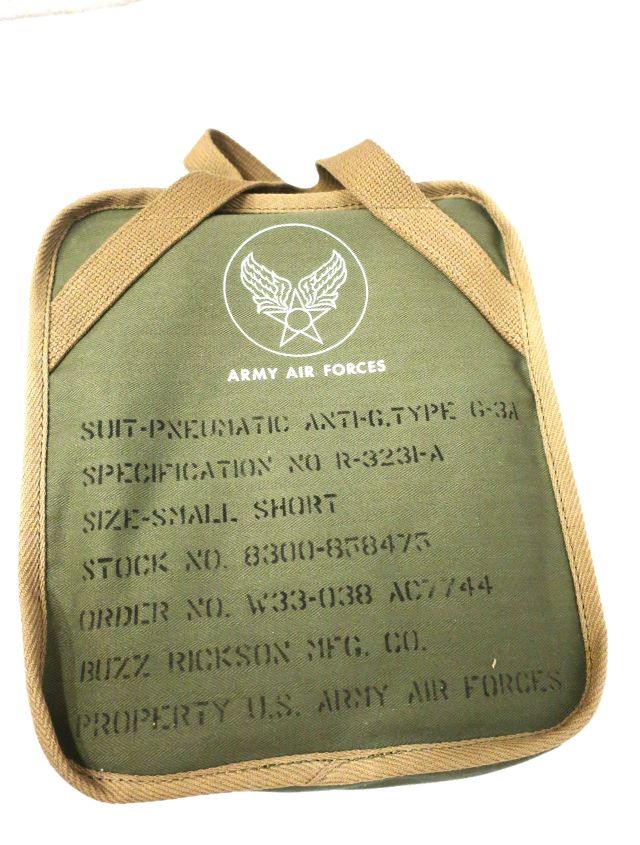 ARMY AIR FORCES
SUIT-PNEUMATIC ANTI-G.TYPE G-3A
SPECIFICATION NO R-3231-A
SIZE-SMALL SHORT
STOCK NO. 8300-858475
ORDER NO. W33-038 AC7744
BUZZ RICKSON MFG. CO.
PROPERTY U.S. ARMY AIR FORCES